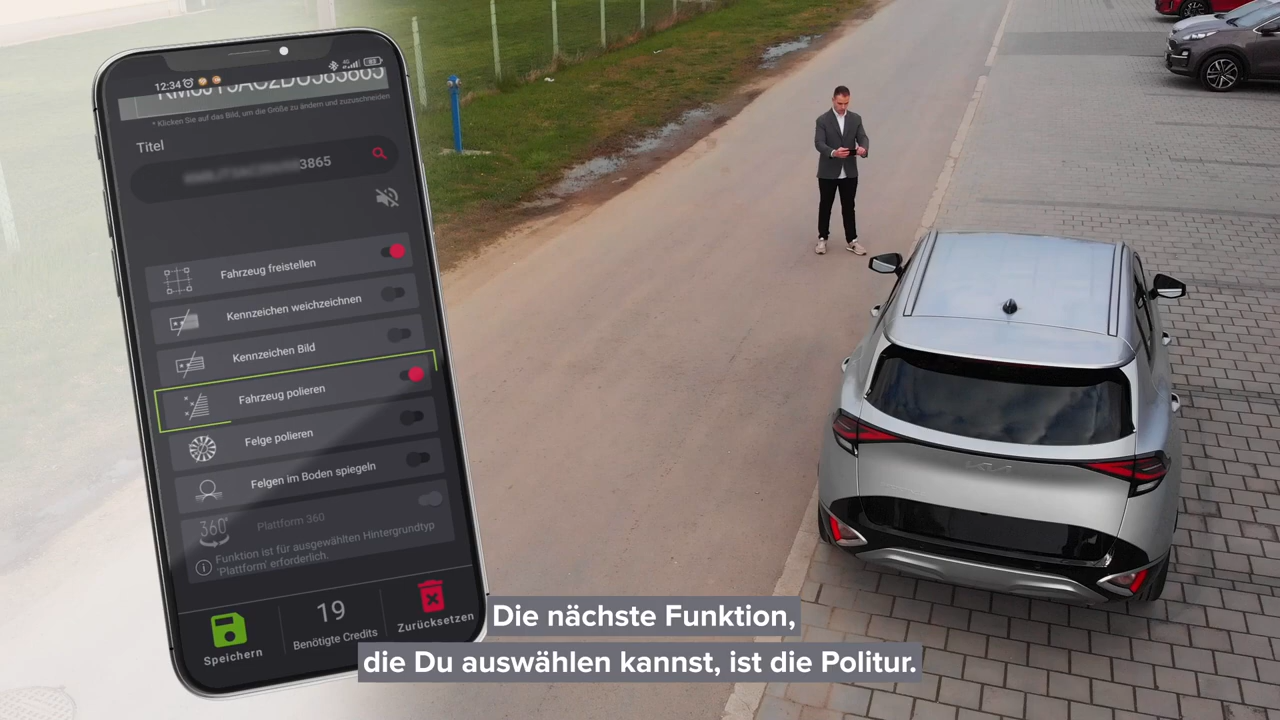 12:34
* Klicken Sie auf das Bild, um die Größe zu ändern und zuzuschneiden
Titel
3865
Fahrzeug freistellen
Kennzeichen weichzeichnen
Kennzeichen Bild
Fahrzeug polieren
Felge polieren
Felgen im Boden spiegeln
360°
Plattform 360
Funktion ist für ausgewählten Hintergrundtyp
'Plattform' erforderlich.
Speichern
19
Benötigte Credits
Zurücksetzen
KIA
Die nächste Funktion,
die Du auswählen kannst, ist die Politur.